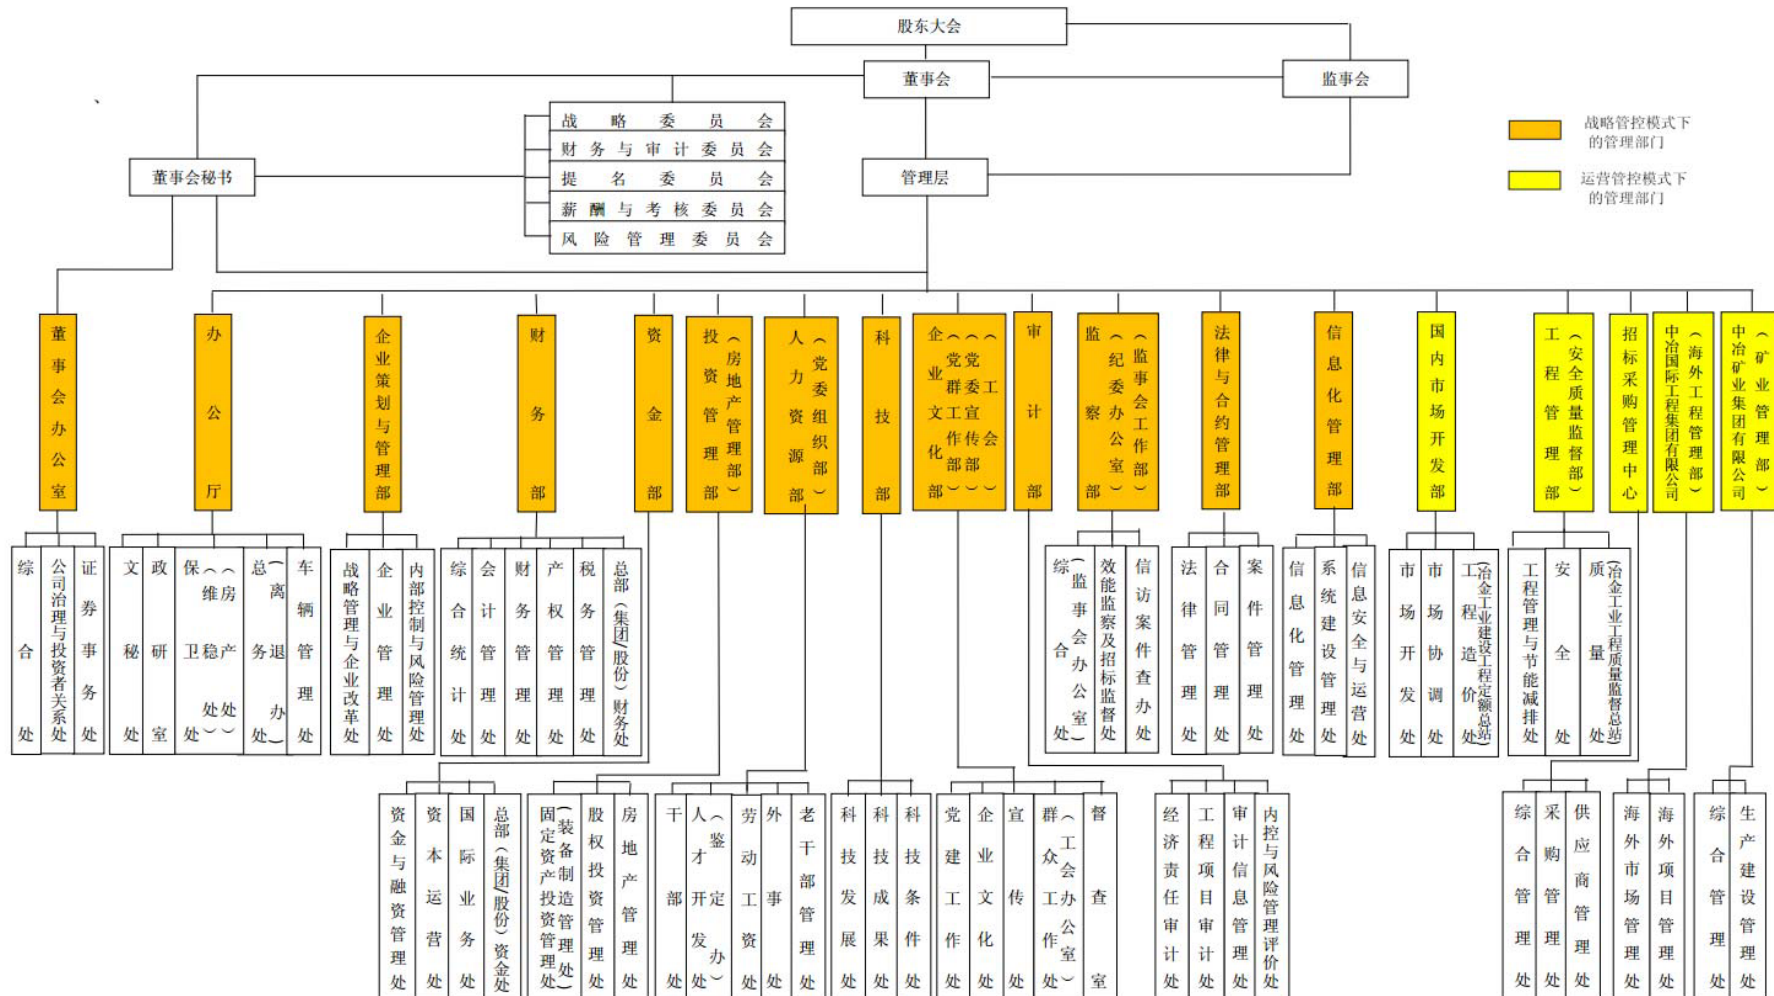 股东大会
董事会
监事会
战略委员会
财务与审计委员会
提名委员会
薪酬与考核委员会
风险管理委员会
董事会秘书
管理层
战略管控模式下
的管理部门
运营管控模式下
的管理部门
董事会办公室
办公厅
企业策划与管理部
财务部
资金部
投资管理部
（房地产管理部）
人力资源部
（党委组织部）
科技部
企业文化部
（党群工作部）
（党委宣传部）
（工会）
审计部
监察部
（纪委办公室）
（监事会工作部）
法律与合约管理部
信息化管理部
国内市场开发部
工程管理部
（安全质量监督部）
招标采购管理中心
中冶国际工程集团有限公司
（海外工程管理部）
中冶矿业集团有限公司
（矿业管理部）
综合处
公司治理与投资者关系处
证券事务处
文秘处
政研室
保卫处
（维稳处）
（房产处）
总务处
（离退办）
车辆管理处
战略管理与企业改革处
企业管理处
内部控制与风险管理处
综合统计处
会计管理处
财务管理处
产权管理处
税务管理处
总部（集团/股份）财务处
综合处
（监事会办公室）
效能监察及招标监督处
信访案件查办处
法律管理处
合同管理处
案件管理处
信息化管理处
系统建设管理处
信息安全与运营处
市场开发处
市场协调处
工程造价处
(冶金工业建设工程定额总站)
工程管理与节能减排处
安全处
质量处
(冶金工业工程质量监督总站)
资金与融资管理处
资本运营处
国际业务处
总部（集团/股份）资金处
固定资产投资管理处
(装备制造管理处)
股权投资管理处
房地产管理处
干部处
人才开发处
（鉴定办）
劳动工资处
外事处
老干部管理处
科技发展处
科技成果处
科技条件处
党建工作处
企业文化处
宣传处
群众工作处
（工会办公室）
督查室
经济责任审计处
工程项目审计处
审计信息管理处
内控与风险管理评价处
综合管理处
采购管理处
供应商管理处
海外市场管理处
海外项目管理处
综合管理处
生产建设管理处